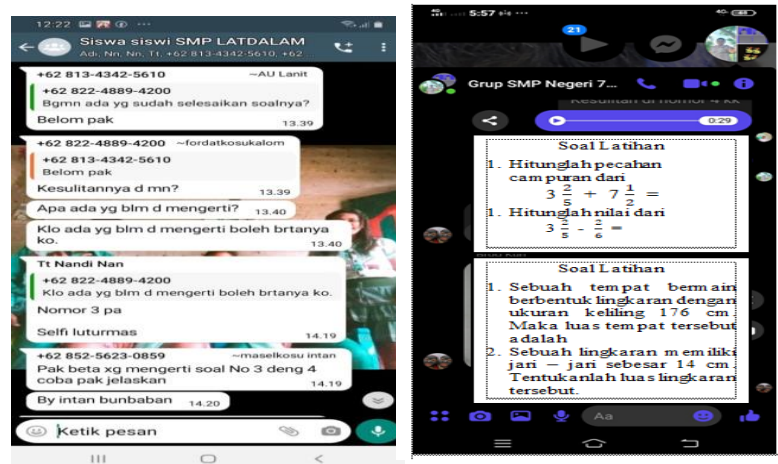 12:22
Siswa siswi SMP LATDALAM
Adi, Nn, Nn, Tt, +62 813-4342-5610, +62
+62 813-4342-5610 ~AU Lanit
+62 822-4889-4200
Bgmn ada yg sudah selesaikan soalnya?
Belom pak
13.39
+62 822-4889-4200 ~fordatkosukalom
+62 813-4342-5610
Belom pak
Kesulitannya d mn?
13.39
Apa ada yg blm d mengerti? 13.40
Klo ada yg blm d mengerti boleh brtanya
ko.
13.40
Tt Nandi Nan
+62 822-4889-4200
Klo ada yg blm d mengerti boleh brtanya ko.
Nomor 3 pa
Selfi luturmas
14.19
+62 852-5623-0859 ~maselkosu intan
Pak beta xg mengerti soal No 3 deng 4
coba pak jelaskan
14.19
By intan bunbaban 14.20
Ketik pesan
4G 5:57
4G
21
Grup SMP Negeri 7...
Kesulitan di nomor 4 kk
0:29
Soal Latihan
1. Hitunglah pecahan
campuran dari
3 2/5 + 7 1/2 =
1. Hitunglah nilai dari
3 2/5 - 2/6 =
Soal Latihan
1. Sebuah tempat bermain
berbentuk lingkaran dengan
ukuran keliling 176 cm.
Maka luas tempat tersebut
adalah
2. Sebuah lingkaran memiliki
jari – jari sebesar 14 cm.
Tentukanlah luas lingkaran
tersebut.
Aa